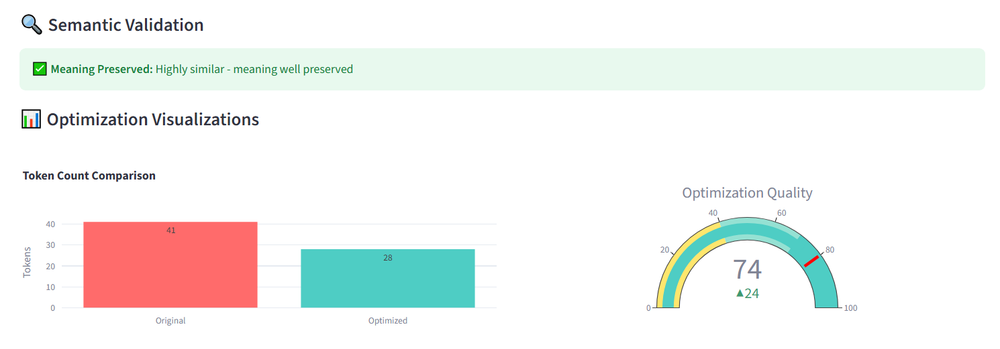 🔍 Semantic Validation
✅ Meaning Preserved: Highly similar - meaning well preserved
📊 Optimization Visualizations
Token Count Comparison
Tokens
40
30
20
10
0
41
28
Original
Optimized
Optimization Quality
0
20
40
60
80
100
74
▲24